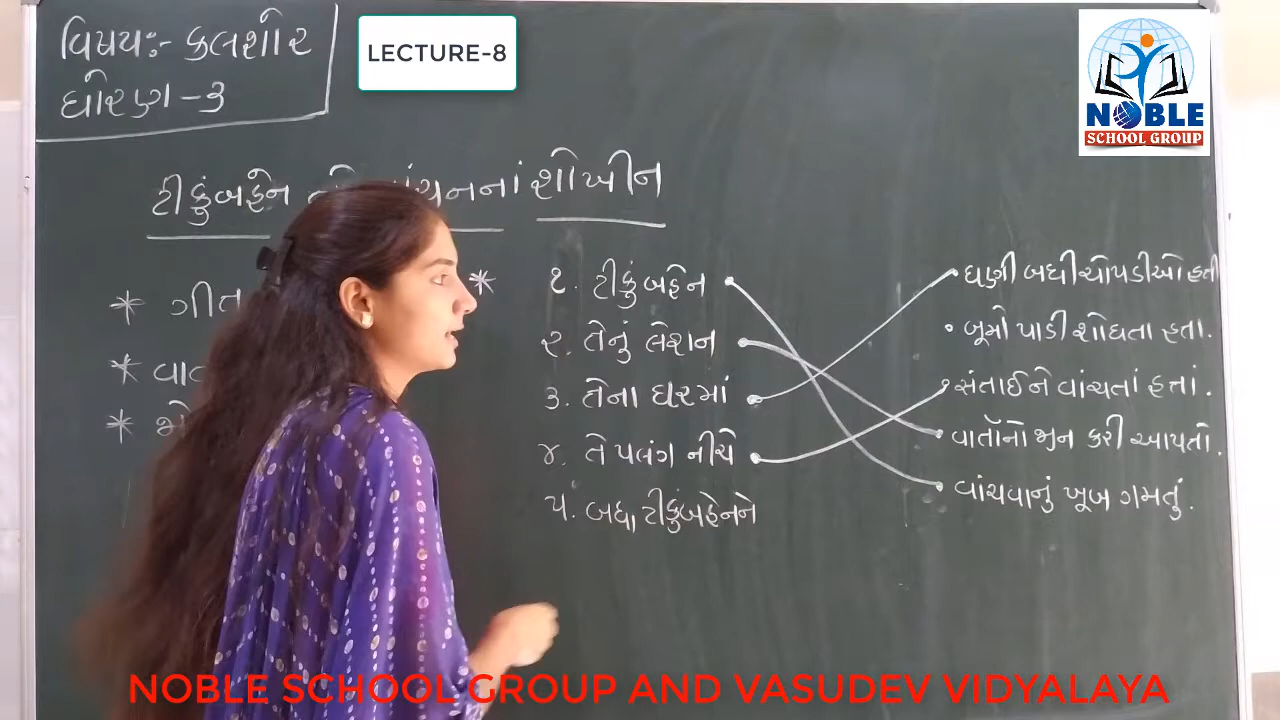 વિષય:- કલશોર
ધોરણ - ૩
LECTURE-8
NOBLE
SCHOOL GROUP
ટીકુંબહેન શોખીન
* ગીત
*
*
*
૧. ટીકુંબહેન
ઘણી બધી ચોપડીઓ હતી
૨. તેનું લેશન
બૂમો પાડી શોધતા હતા.
૩. તેના ઘરમાં
સંતાઈને વાંચતાં હતાં.
૪. તે પલંગ નીચે
કરી આપતી.
૫. બધા ટીકુંબહેનને
વાંચવાનું ખૂબ ગમતું.
NOBLE SCHOOL GROUP AND VASUDEV VIDYALAYA